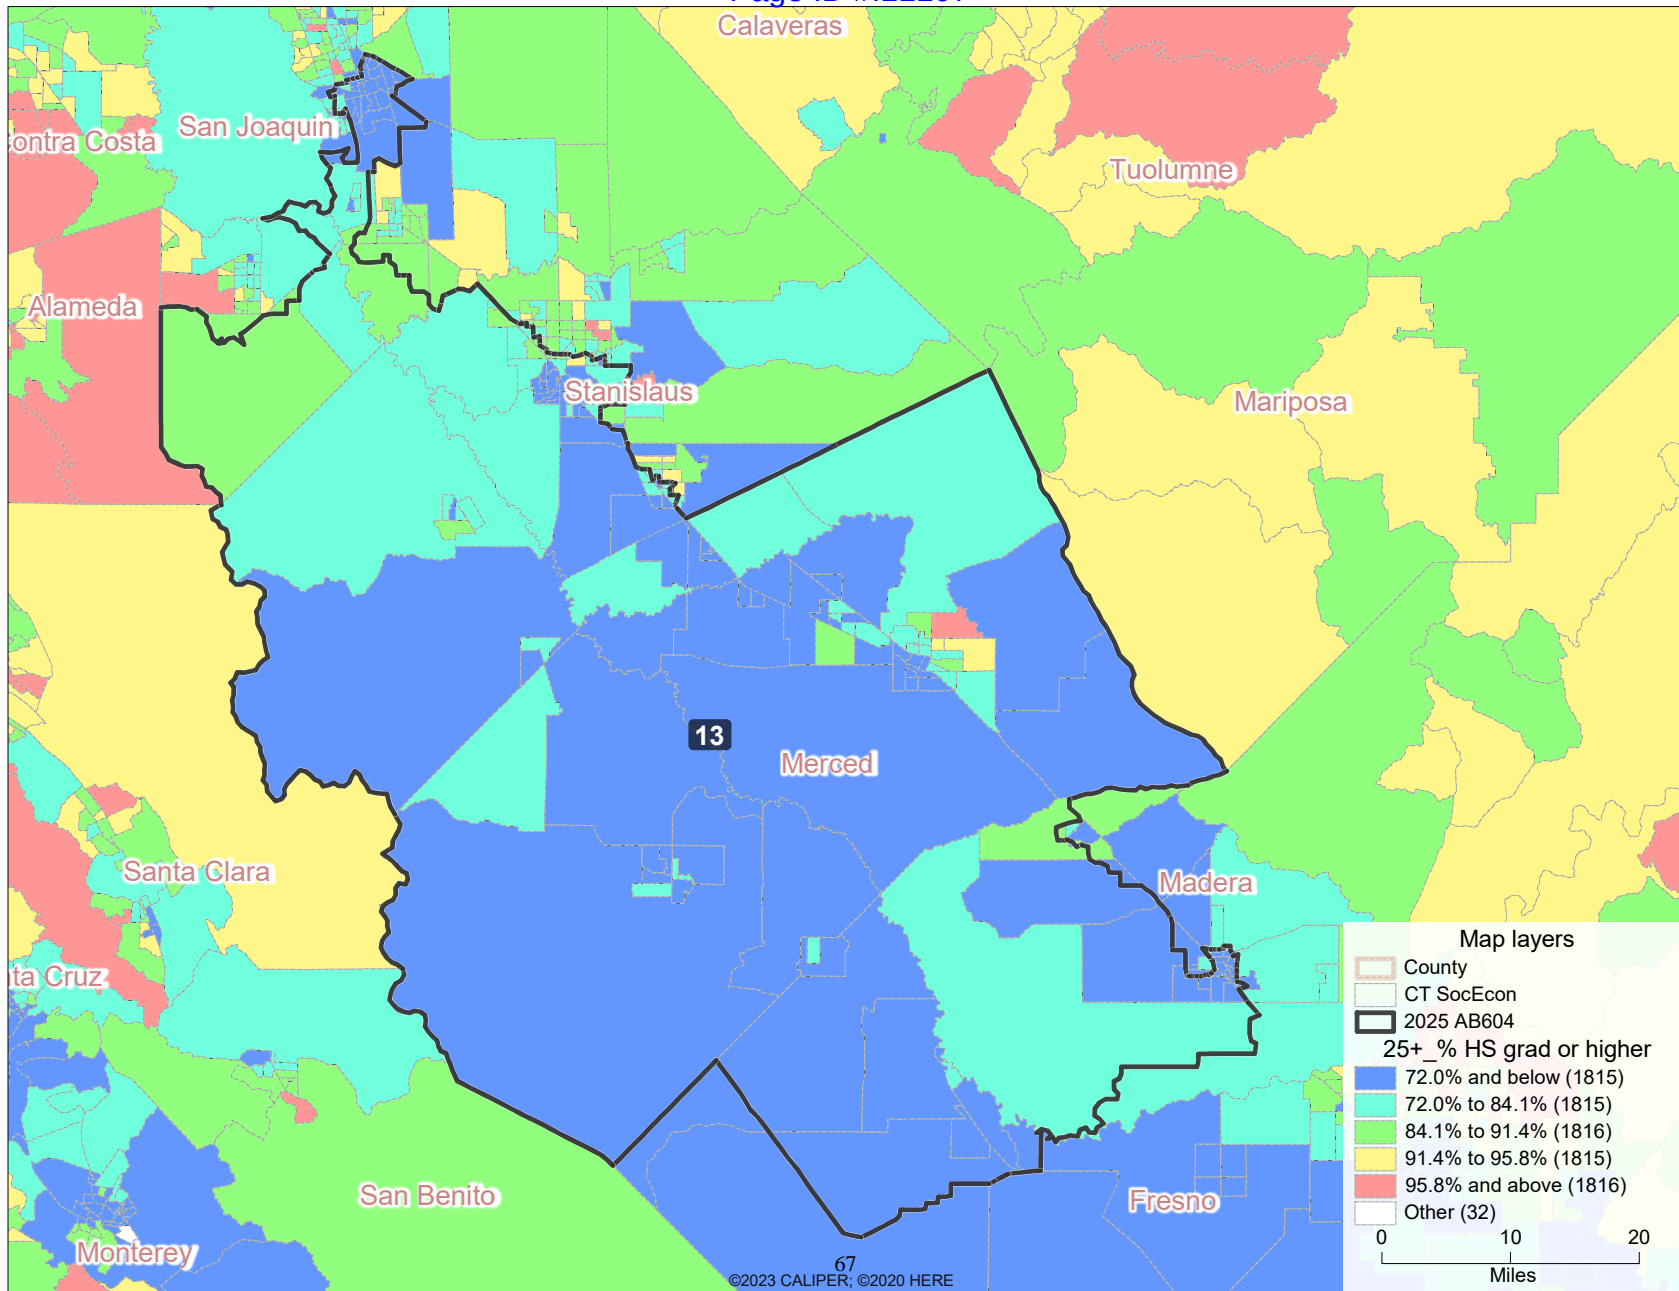 Calaveras
San Joaquin
Contra Costa
Tuolumne
Alameda
Stanislaus
Mariposa
13
Merced
Santa Clara
Madera
ta Cruz
San Benito
Fresno
Monterey
Map layers
County
CT SocEcon
2025 AB604
25+_% HS grad or higher
72.0% and below (1815)
72.0% to 84.1% (1815)
84.1% to 91.4% (1816)
91.4% to 95.8% (1815)
95.8% and above (1816)
Other (32)
0 10 20
Miles
67
©2023 CALIPER; ©2020 HERE